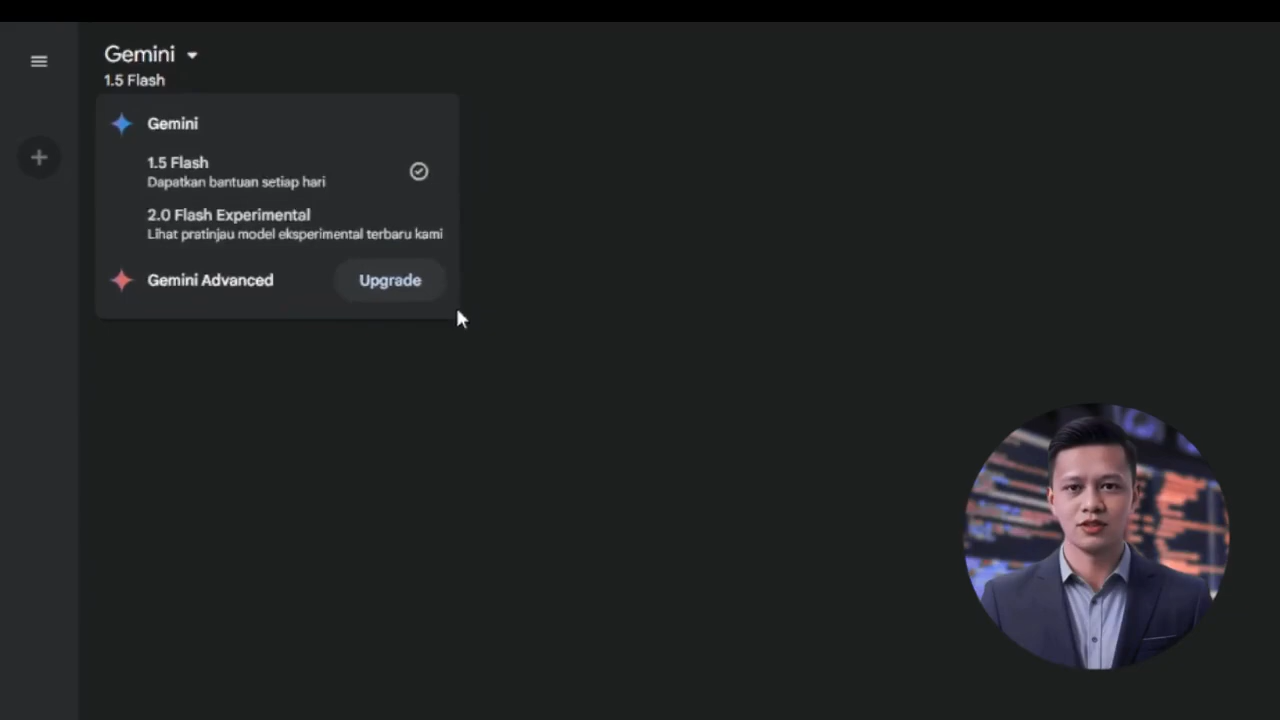 Gemini
1.5 Flash
Gemini
1.5 Flash
Dapatkan bantuan setiap hari
2.0 Flash Experimental
Lihat pratinjau model eksperimental terbaru kami
Gemini Advanced
Upgrade